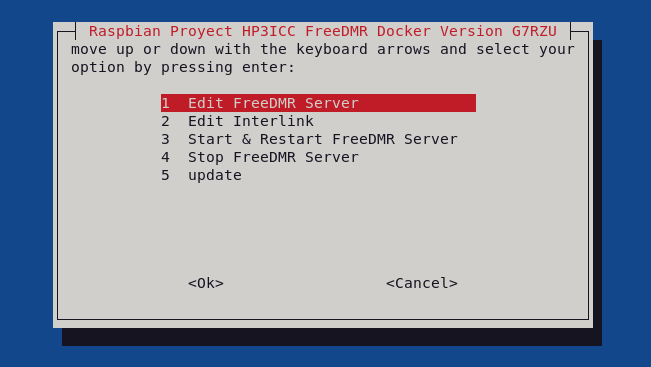 Raspbian Proyect HP3ICC FreeDMR Docker Version G7RZU
move up or down with the keyboard arrows and select your
option by pressing enter:
1 Edit FreeDMR Server
2 Edit Interlink
3 Start & Restart FreeDMR Server
4 Stop FreeDMR Server
5 update
<Ok> <Cancel>